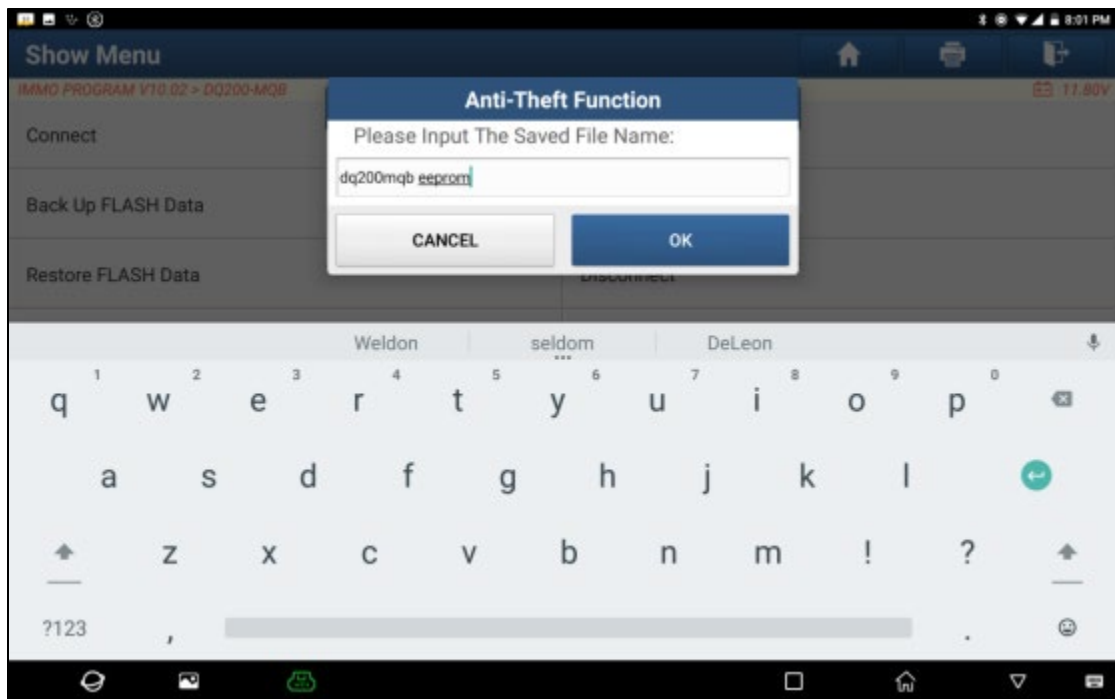 8:01 PM
Show Menu
IMMO PROGRAM V10.02 > DQ200-MQB
11.80V
Anti-Theft Function
Please Input The Saved File Name:
dq200mqb eeprom
CANCEL
OK
Connect
Back Up FLASH Data
Restore FLASH Data
Disconnect
Weldon
seldom
DeLeon
1 2 3 4 5 6 7 8 9 0
q w e r t y u i o p
a s d f g h j k l
z x c v b n m ! ?
?123 , .